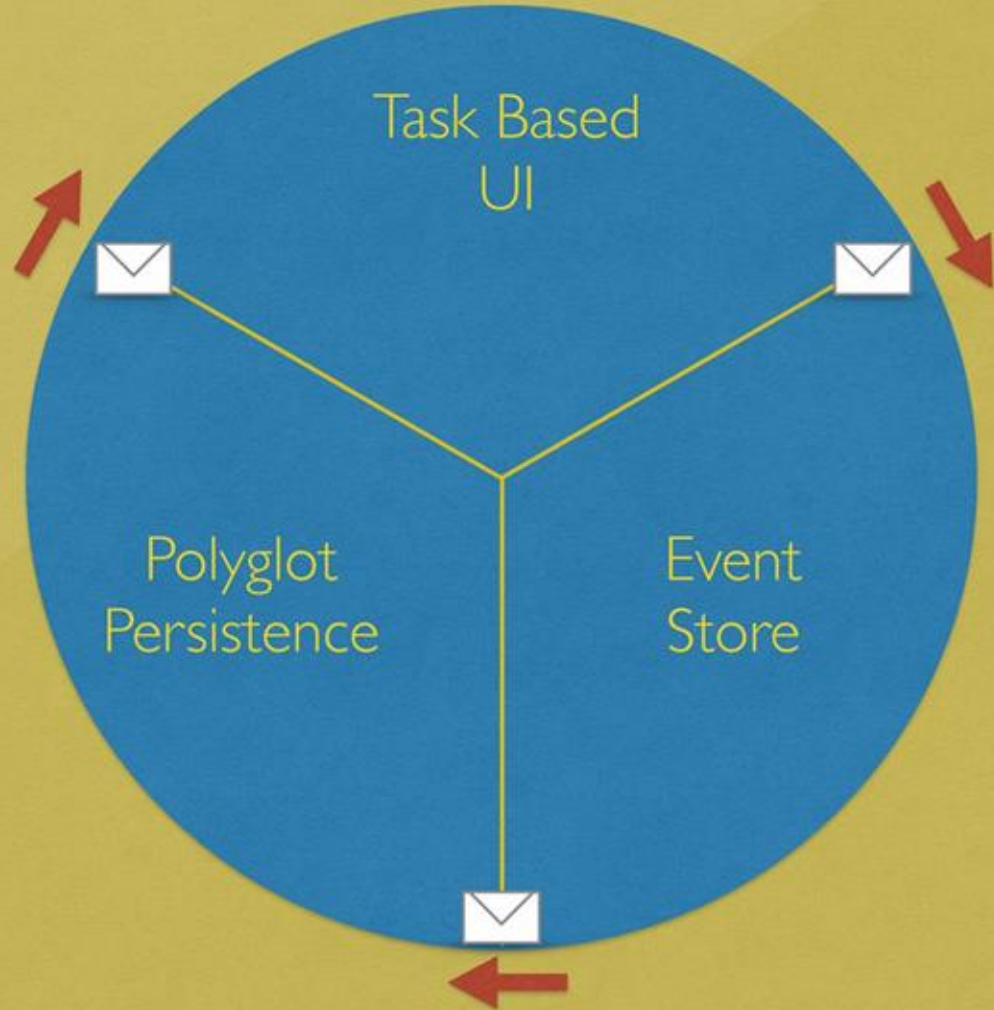 Task Based
UI
Polyglot
Persistence
Event
Store